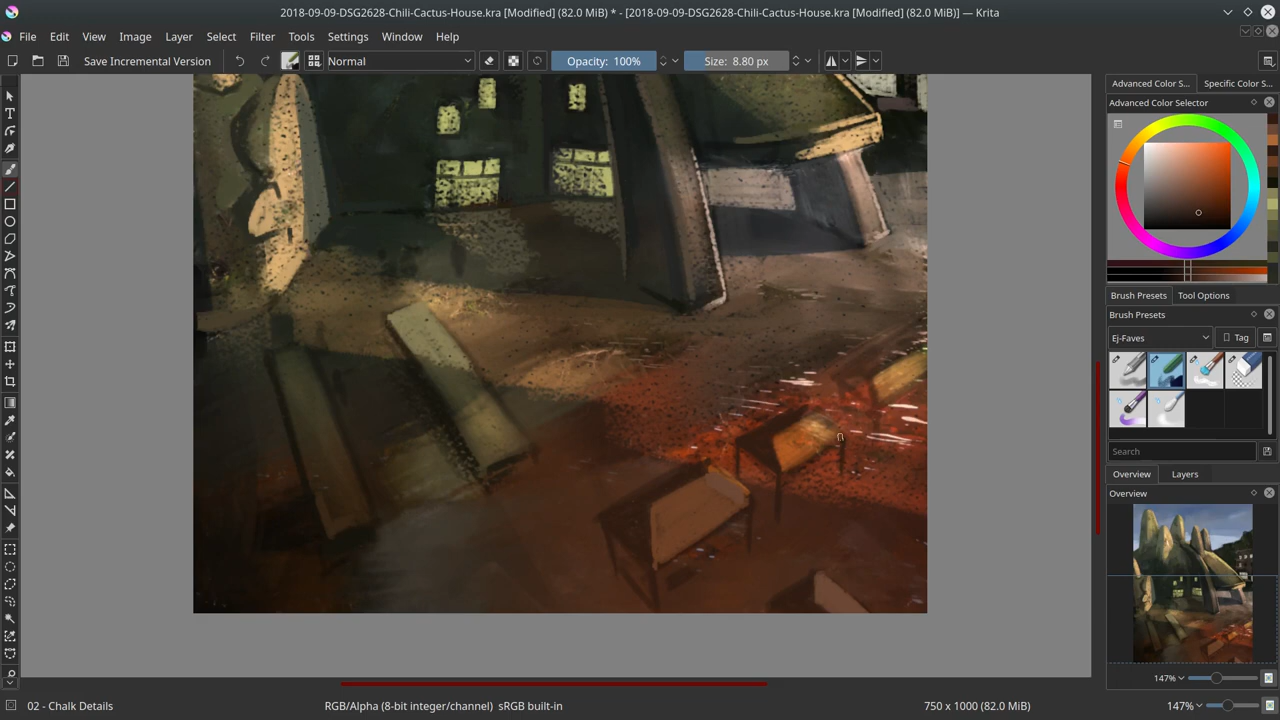 2018-09-09-DSG2628-Chili-Cactus-House.kra [Modified] (82.0 MiB) * - [2018-09-09-DSG2628-Chili-Cactus-House.kra [Modified] (82.0 MiB)] — Krita
File Edit View Image Layer Select Filter Tools Settings Window Help
Save Incremental Version Normal Opacity: 100% Size: 8.80 px
Advanced Color S... Specific Color S...
Advanced Color Selector
Brush Presets Tool Options
Brush Presets
Ej-Faves Tag
Search
Overview Layers
Overview
147%
02 - Chalk Details RGB/Alpha (8-bit integer/channel) sRGB built-in 750 x 1000 (82.0 MiB) 147%